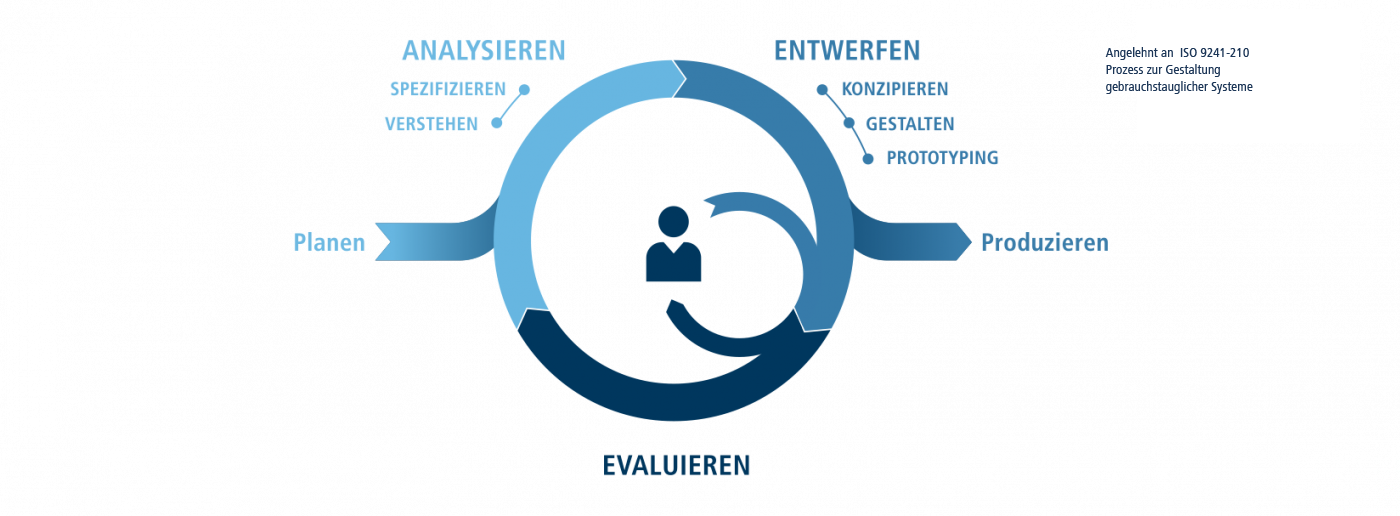 ANALYSIEREN
SPEZIFIZIEREN
VERSTEHEN
ENTWERFEN
KONZIPIEREN
GESTALTEN
PROTOTYPING
Angelehnt an ISO 9241-210
Prozess zur Gestaltung
gebrauchstauglicher Systeme
Planen
Produzieren
EVALUIEREN